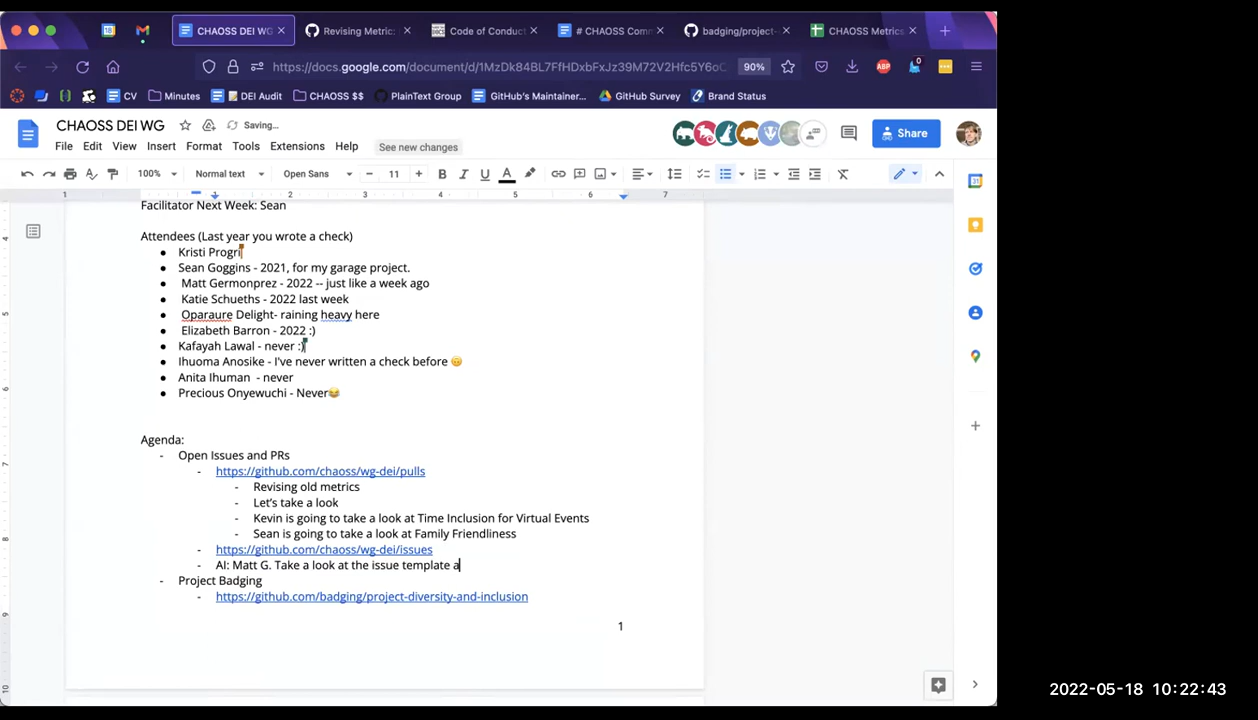 CHAOSS DEI WG
Revising Metric
Code of Conduct
# CHAOSS Com
badging/project-
CHAOSS Metrics
https://docs.google.com/document/d/1MzDk84BL7FfHDxbFxJz39M72V2Hfc5Y6oC
90%
CV
Minutes
DEI Audit
CHAOSS $$
PlainText Group
GitHub's Maintainer...
GitHub Survey
Brand Status
CHAOSS DEI WG
Saving...
File Edit View Insert Format Tools Extensions Help
See new changes
Share
100%
Normal text
Open Sans
11
Facilitator Next Week: Sean
Attendees (Last year you wrote a check)
● Kristi Progri
● Sean Goggins - 2021, for my garage project.
● Matt Germonprez - 2022 -- just like a week ago
● Katie Schueths - 2022 last week
● Oparaure Delight- raining heavy here
● Elizabeth Barron - 2022 :)
● Kafayah Lawal - never :)
● Ihuoma Anosike - I've never written a check before
● Anita Ihuman - never
● Precious Onyewuchi - Never😂
Agenda:
- Open Issues and PRs
- https://github.com/chaoss/wg-dei/pulls
- Revising old metrics
- Let's take a look
- Kevin is going to take a look at Time Inclusion for Virtual Events
- Sean is going to take a look at Family Friendliness
- https://github.com/chaoss/wg-dei/issues
- AI: Matt G. Take a look at the issue template a
- Project Badging
- https://github.com/badging/project-diversity-and-inclusion
1
2022-05-18 10:22:43